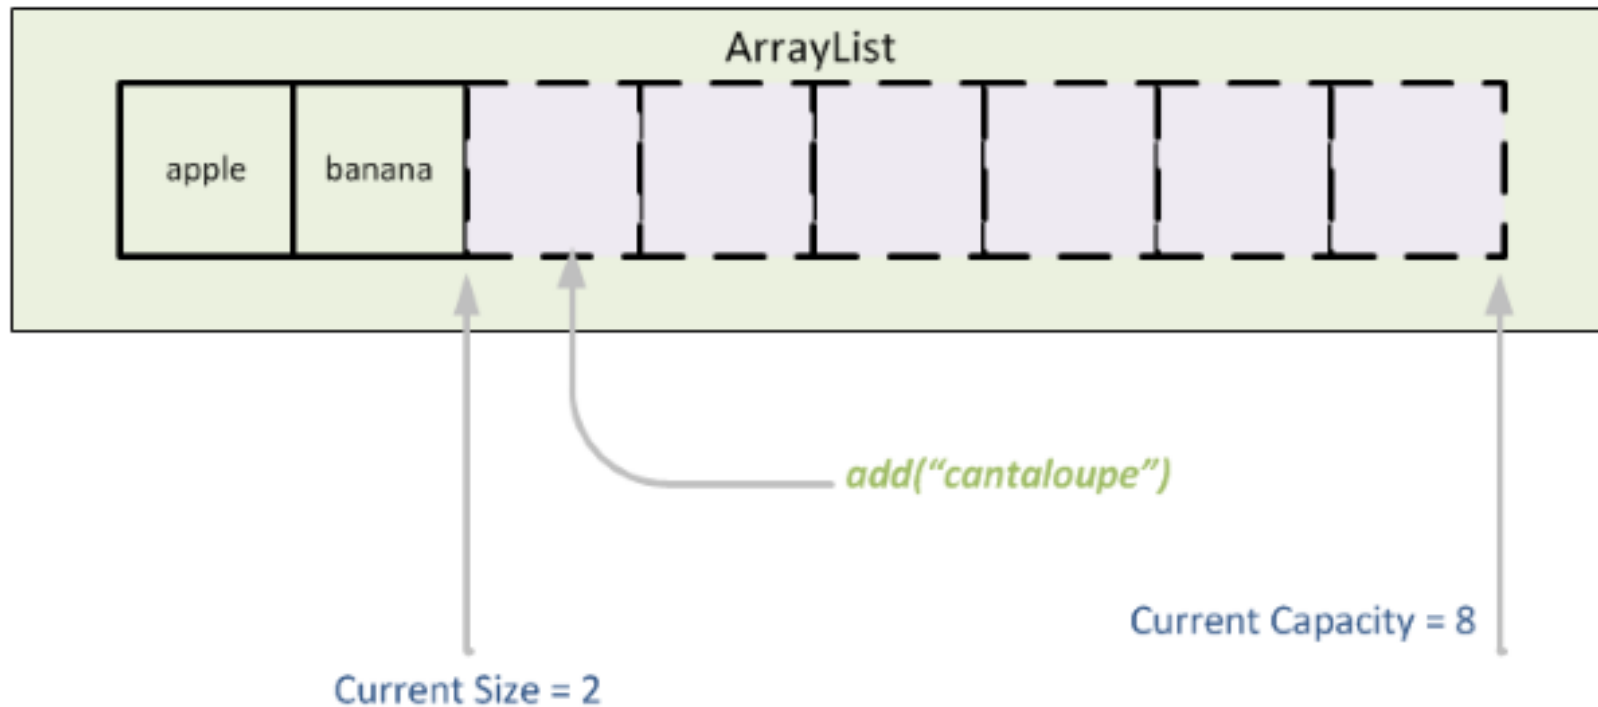 ArrayList
apple
banana
add(“cantaloupe”)
Current Capacity = 8
Current Size = 2